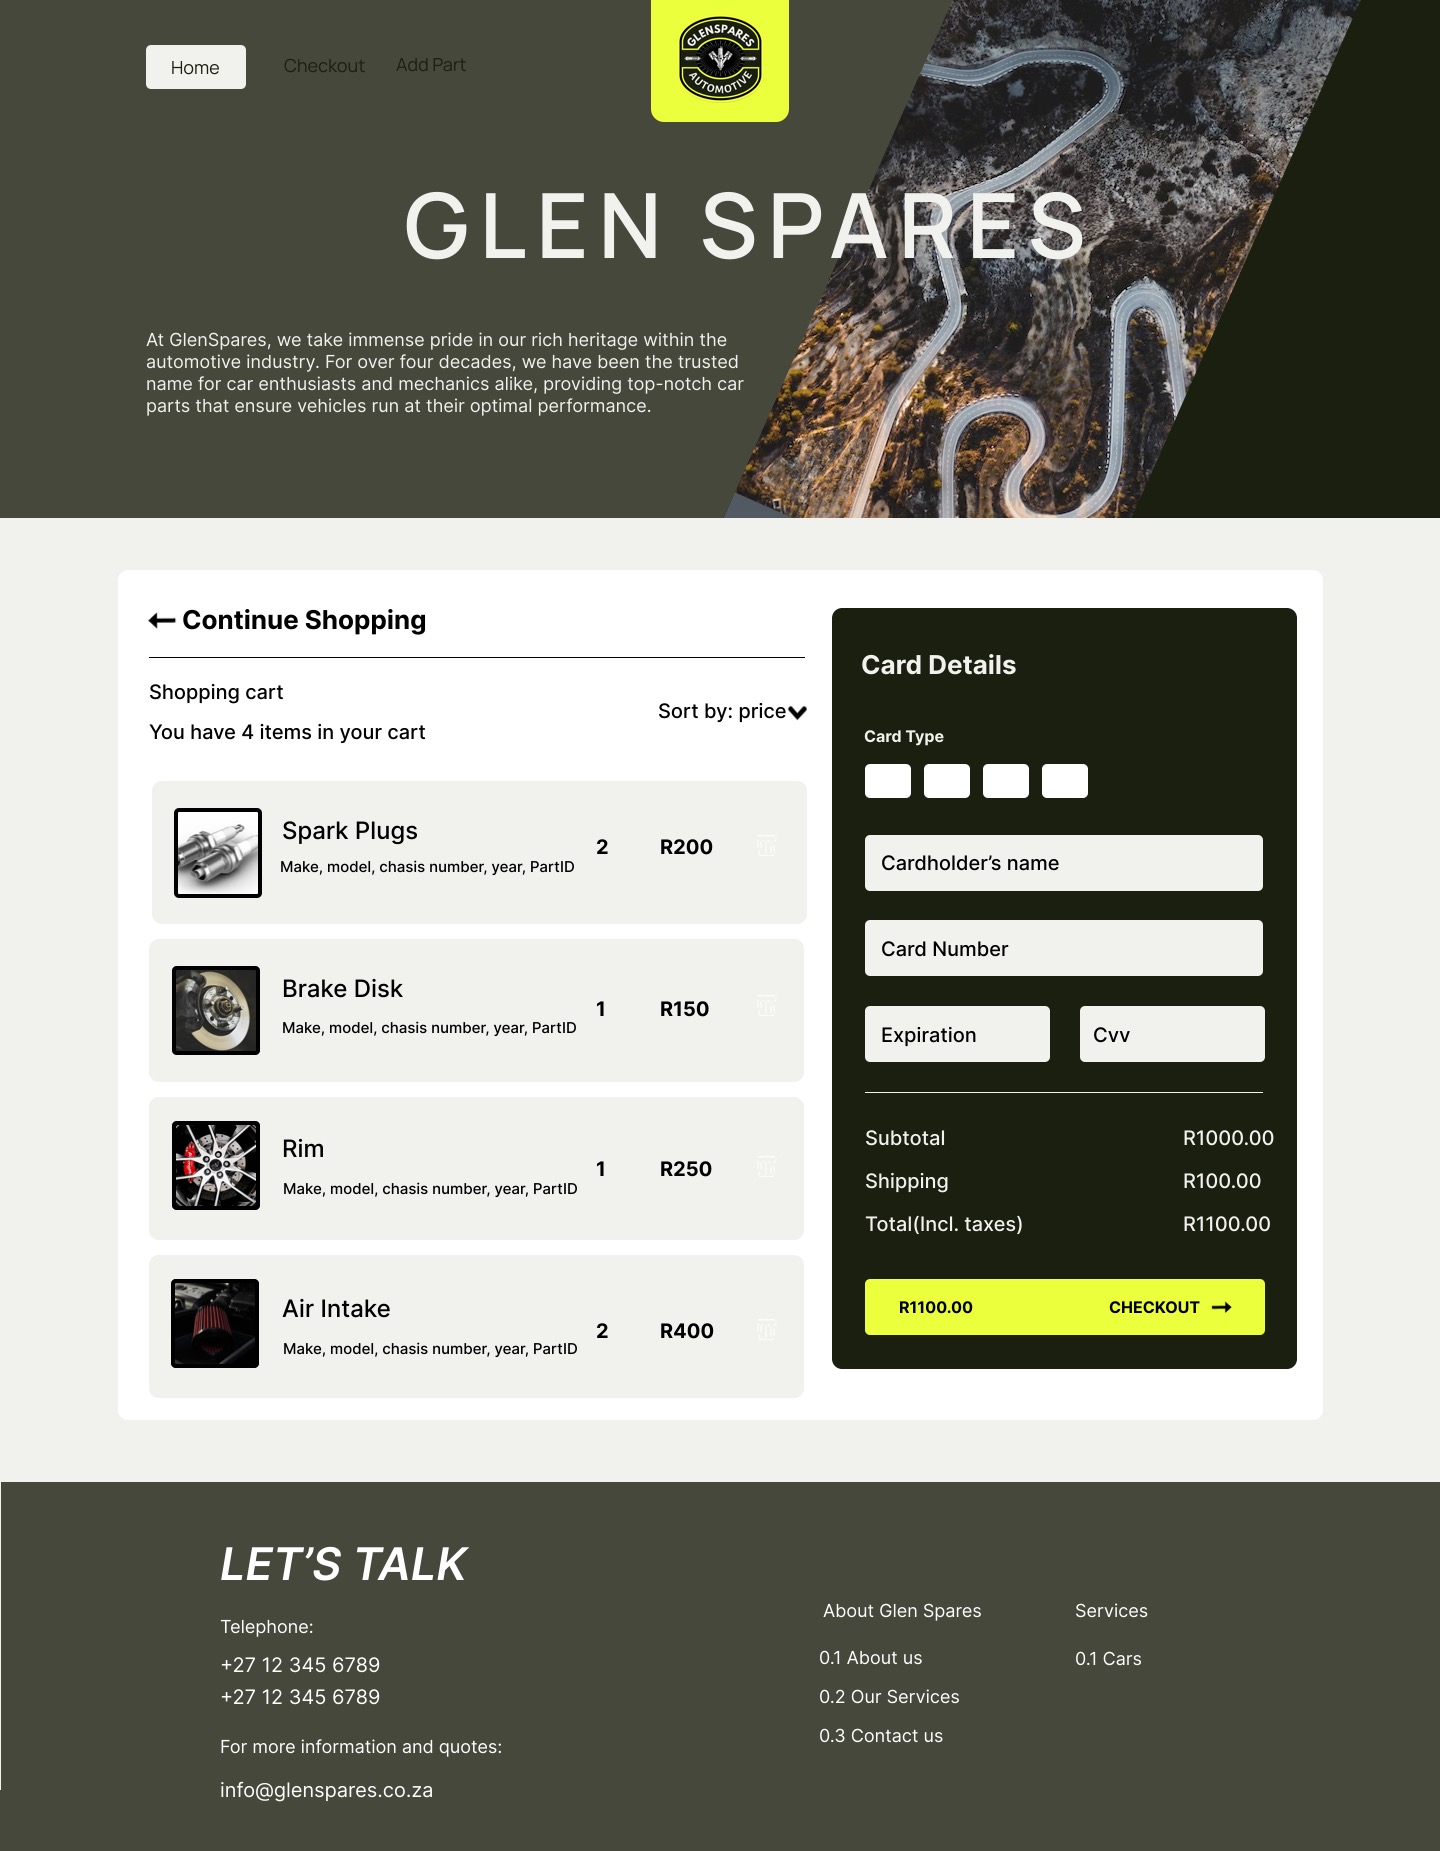 Home
Checkout
Add Part
GLENSPARES
AUTOMOTIVE
GLEN SPARES
At GlenSpares, we take immense pride in our rich heritage within the
automotive industry. For over four decades, we have been the trusted
name for car enthusiasts and mechanics alike, providing top-notch car
parts that ensure vehicles run at their optimal performance.
Continue Shopping
Shopping cart
You have 4 items in your cart
Sort by: price
Spark Plugs
Make, model, chasis number, year, PartID
2
R200
Brake Disk
Make, model, chasis number, year, PartID
1
R150
Rim
Make, model, chasis number, year, PartID
1
R250
Air Intake
Make, model, chasis number, year, PartID
2
R400
Card Details
Card Type
Cardholder’s name
Card Number
Expiration
Cvv
Subtotal
R1000.00
Shipping
R100.00
Total(Incl. taxes)
R1100.00
R1100.00
CHECKOUT
LET’S TALK
Telephone:
+27 12 345 6789
+27 12 345 6789
For more information and quotes:
info@glenspares.co.za
About Glen Spares
0.1 About us
0.2 Our Services
0.3 Contact us
Services
0.1 Cars